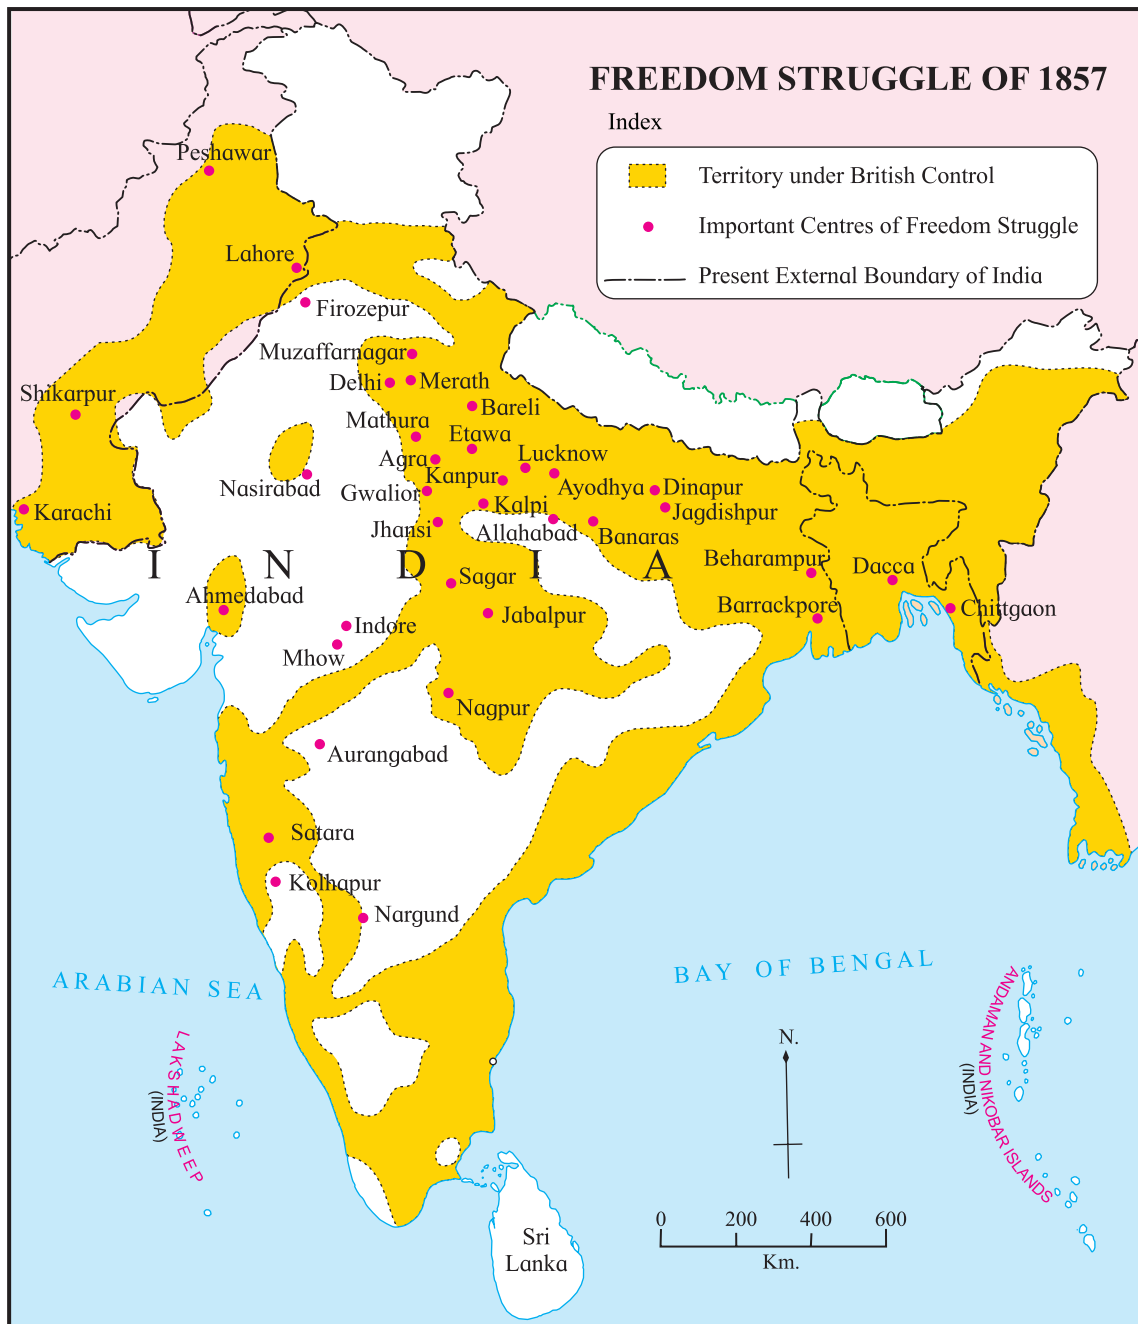 FREEDOM STRUGGLE OF 1857
Index
Territory under British Control
Important Centres of Freedom Struggle
Present External Boundary of India
Peshawar
Lahore
Firozepur
Muzaffarnagar
Delhi
Merath
Shikarpur
Bareli
Mathura
Etawa
Agra
Lucknow
Kanpur
Ayodhya
Dinapur
Nasirabad
Gwalior
Kalpi
Jagdishpur
Karachi
Jhansi
Allahabad
Banaras
I N D I A
Beharampur
Dacca
Sagar
Ahmedabad
Jabalpur
Barrackpore
Chittgaon
Indore
Mhow
Nagpur
Aurangabad
Satara
Kolhapur
Nargund
ARABIAN SEA
BAY OF BENGAL
LAKSHADWEEP
(INDIA)
ANDAMAN AND NIKOBAR ISLANDS
(INDIA)
N.
0 200 400 600
Km.
Sri
Lanka